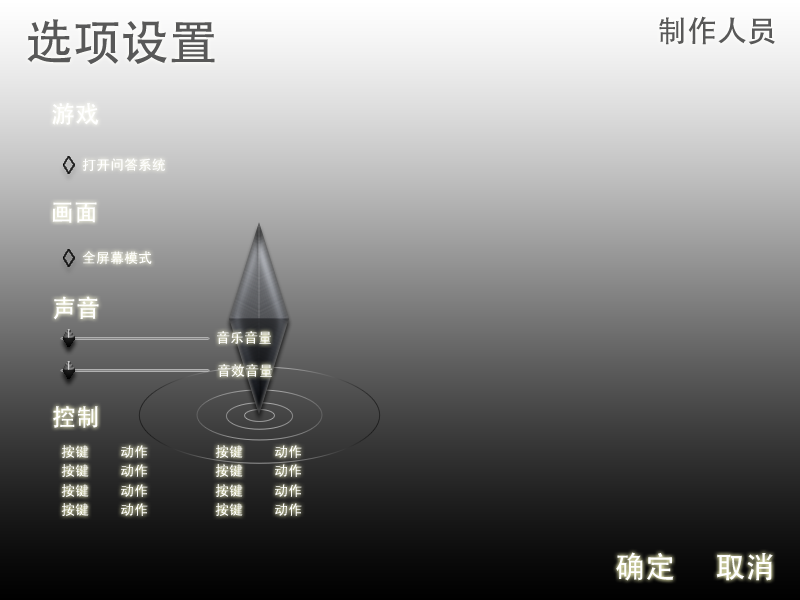 选项设置
制作人员
游戏
打开问答系统
画面
全屏幕模式
声音
音乐音量
音效音量
控制
按键 动作 按键 动作
按键 动作 按键 动作
按键 动作 按键 动作
按键 动作 按键 动作
确定 取消